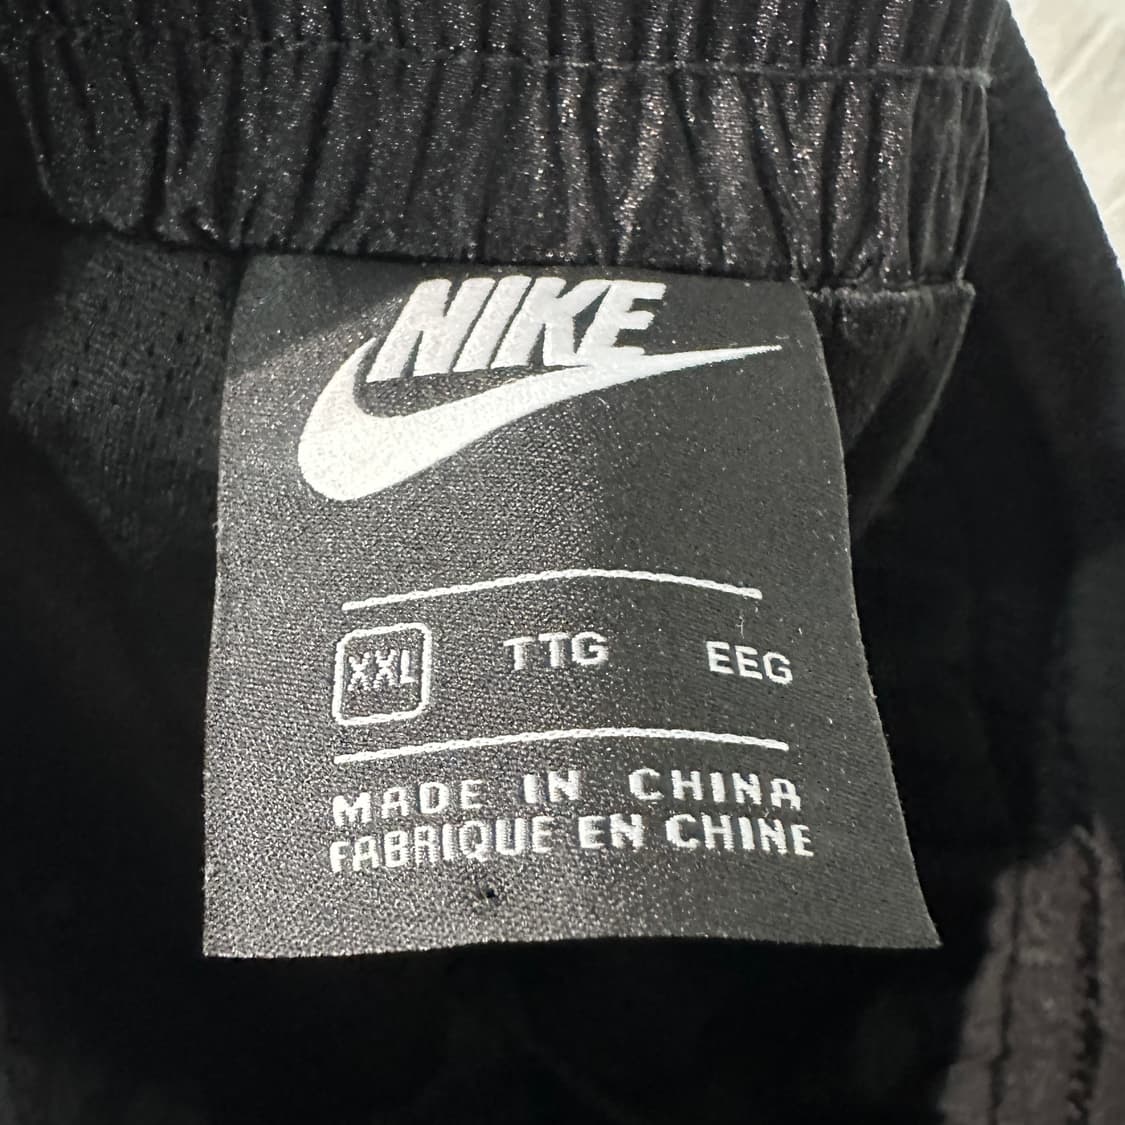 NIKE
XXL TTG EEG
MADE IN CHINA
FABRIQUE EN CHINE